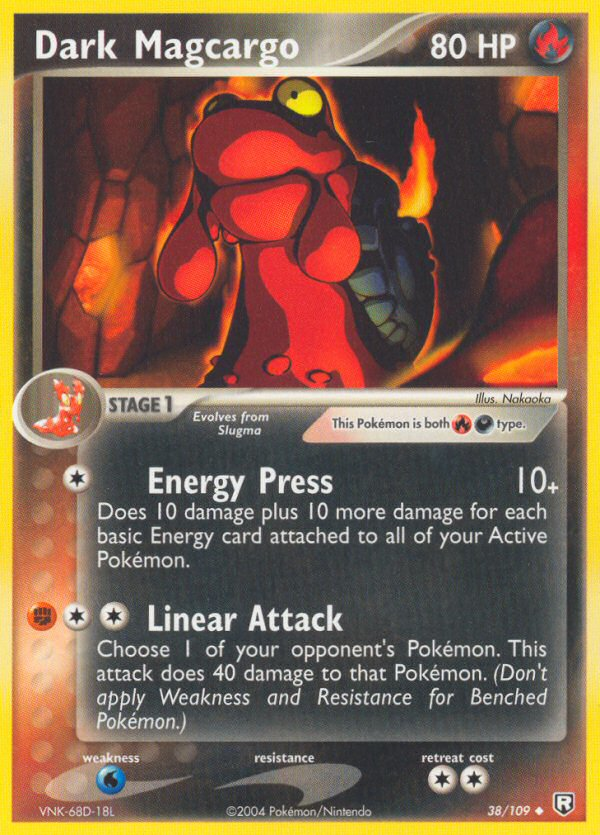 Dark Magcargo 80 HP
Illus. Nakaoka
STAGE 1
Evolves from
Slugma
This Pokémon is both type.
Energy Press 10+
Does 10 damage plus 10 more damage for each
basic Energy card attached to all of your Active
Pokémon.
Linear Attack
Choose 1 of your opponent's Pokémon. This
attack does 40 damage to that Pokémon. (Don't
apply Weakness and Resistance for Benched
Pokémon.)
weakness resistance retreat cost
VNK-68D-18L ©2004 Pokémon/Nintendo 38/109 R